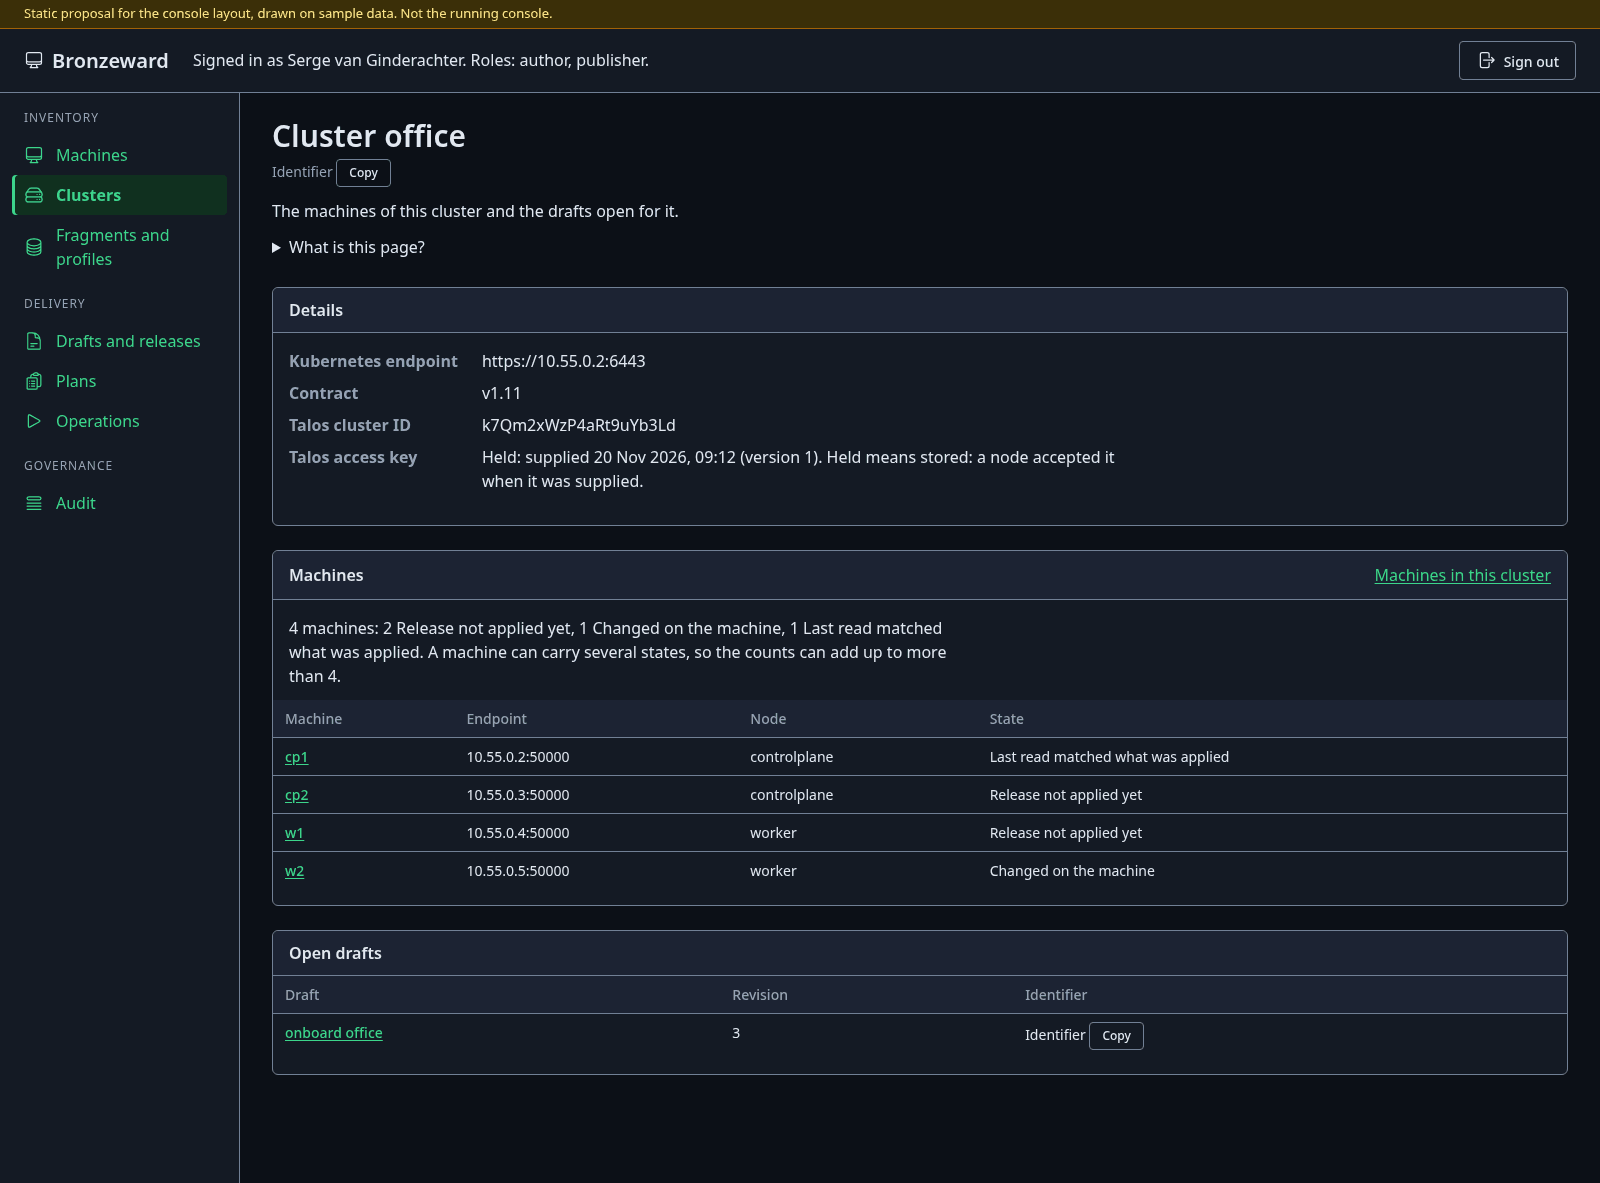 Static proposal for the console layout, drawn on sample data. Not the running console.
Bronzeward
Signed in as Serge van Ginderachter. Roles: author, publisher.
Sign out
INVENTORY
Machines
Clusters
Fragments and
profiles
DELIVERY
Drafts and releases
Plans
Operations
GOVERNANCE
Audit
Cluster office
Identifier Copy
The machines of this cluster and the drafts open for it.
What is this page?
Details
Kubernetes endpoint https://10.55.0.2:6443
Contract v1.11
Talos cluster ID k7Qm2xWzP4aRt9uYb3Ld
Talos access key Held: supplied 20 Nov 2026, 09:12 (version 1). Held means stored: a node accepted it
when it was supplied.
Machines Machines in this cluster
4 machines: 2 Release not applied yet, 1 Changed on the machine, 1 Last read matched
what was applied. A machine can carry several states, so the counts can add up to more
than 4.
Machine Endpoint Node State
cp1 10.55.0.2:50000 controlplane Last read matched what was applied
cp2 10.55.0.3:50000 controlplane Release not applied yet
w1 10.55.0.4:50000 worker Release not applied yet
w2 10.55.0.5:50000 worker Changed on the machine
Open drafts
Draft Revision Identifier
onboard office 3 Identifier Copy